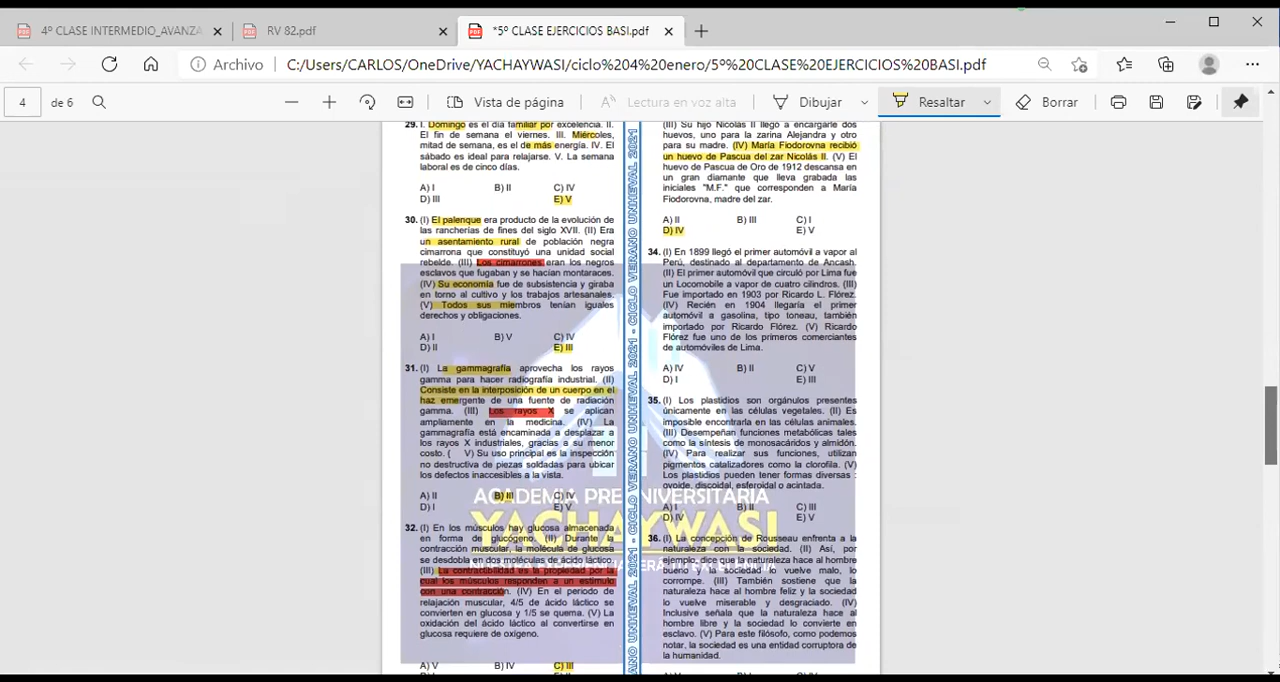 4º CLASE INTERMEDIO_AVANZA
RV 82.pdf
*5º CLASE EJERCICIOS BASI.pdf
Archivo
C:/Users/CARLOS/OneDrive/YACHAYWASI/ciclo%204%20enero/5º%20CLASE%20EJERCICIOS%20BASI.pdf
4
de 6
Vista de página
Lectura en voz alta
Dibujar
Resaltar
Borrar
29. I. Domingo es el día familiar por excelencia. II.
El fin de semana el viernes. III. Miércoles,
mitad de semana, es el de más energía. IV. El
sábado es ideal para relajarse. V. La semana
laboral es de cinco días.
A) I B) II C) IV
D) III E) V
30. (I) El palenque era producto de la evolución de
las rancherías de fines del siglo XVII. (II) Era
un asentamiento rural de población negra
cimarrona que constituyó una unidad social
rebelde. (III) Los cimarrones eran los negros
esclavos que fugaban y se hacían montaraces.
(IV) Su economía fue de subsistencia y giraba
en torno al cultivo y los trabajos artesanales.
(V) Todos sus miembros tenían iguales
derechos y obligaciones.
A) I B) V C) IV
D) II E) III
31. (I) La gammagrafía aprovecha los rayos
gamma para hacer radiografía industrial. (II)
Consiste en la interposición de un cuerpo en el
haz emergente de una fuente de radiación
gamma. (III) Los rayos X se aplican
ampliamente en la medicina. (IV) La
gammagrafía está encaminada a desplazar a
los rayos X industriales, gracias a su menor
costo. ( V) Su uso principal es la inspección
no destructiva de piezas soldadas para ubicar
los defectos inaccesibles a la vista.
A) II B) III C) IV
D) I E) V
32. (I) En los músculos hay glucosa almacenada
en forma de glucógeno. (II) Durante la
contracción muscular, la molécula de glucosa
se desdobla en dos moléculas de ácido láctico.
(III) La contractibilidad es la propiedad por la
cual los músculos responden a un estímulo
con una contracción. (IV) En el periodo de
relajación muscular, 4/5 de ácido láctico se
convierten en glucosa y 1/5 se quema. (V) La
oxidación del ácido láctico al convertirse en
glucosa requiere de oxígeno.
A) V B) IV C) III
CICLO VERANO UNHEVAL 2021 - CICLO VERANO UNHEVAL 2021 - CICLO VERANO UNHEVAL 2021
(III) Su hijo Nicolás II llegó a encargarle dos
huevos, uno para la zarina Alejandra y otro
para su madre. (IV) María Fiodorovna recibió
un huevo de Pascua del zar Nicolás II. (V) El
huevo de Pascua de Oro de 1912 descansa en
un gran diamante que lleva grabada las
iniciales "M.F." que corresponden a María
Fiodorovna, madre del zar.
A) II B) III C) I
D) IV E) V
34. (I) En 1899 llegó el primer automóvil a vapor al
Perú, destinado al departamento de Ancash.
(II) El primer automóvil que circuló por Lima fue
un Locomobile a vapor de cuatro cilindros. (III)
Fue importado en 1903 por Ricardo L. Flórez.
(IV) Recién en 1904 llegaría el primer
automóvil a gasolina, tipo toneau, también
importado por Ricardo Flórez. (V) Ricardo
Flórez fue uno de los primeros comerciantes
de automóviles de Lima.
A) IV B) II C) V
D) I E) III
35. (I) Los plastidios son orgánulos presentes
únicamente en las células vegetales. (II) Es
imposible encontrarla en las células animales.
(III) Desempeñan funciones metabólicas tales
como la síntesis de monosacáridos y almidón.
(IV) Para realizar sus funciones, utilizan
pigmentos catalizadores como la clorofila. (V)
Los plastidios pueden tener formas diversas :
ovoide, discoidal, esferoidal o acintada.
A) I B) II C) III
D) IV E) V
36. (I) La concepción de Rousseau enfrenta a la
naturaleza con la sociedad. (II) Así, por
ejemplo, dice que la naturaleza hace al hombre
bueno y la sociedad lo vuelve malo, lo
corrompe. (III) También sostiene que la
naturaleza hace al hombre feliz y la sociedad
lo vuelve miserable y desgraciado. (IV)
Inclusive señala que la naturaleza hace al
hombre libre y la sociedad lo convierte en
esclavo. (V) Para este filósofo, como podemos
notar, la sociedad es una entidad corruptora de
la humanidad.
ACADEMIA PREUNIVERSITARIA
YACHAYWASI